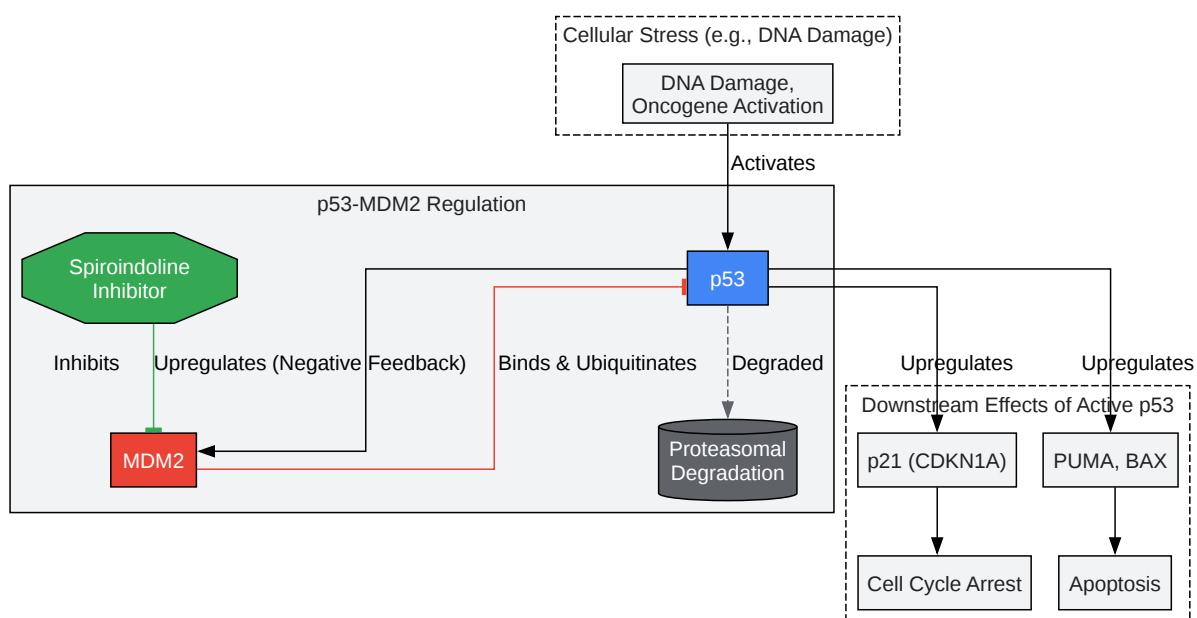 Cellular Stress (e.g., DNA Damage)
DNA Damage,
Oncogene Activation
Activates
p53-MDM2 Regulation
Spiroindoline
Inhibitor
p53
Inhibits
Upregulates (Negative Feedback)
Binds & Ubiquitinates
Degraded
Upregulates
Upregulates
Downstream Effects of Active p53
MDM2
Proteasomal
Degradation
p21 (CDKN1A)
PUMA, BAX
Cell Cycle Arrest
Apoptosis